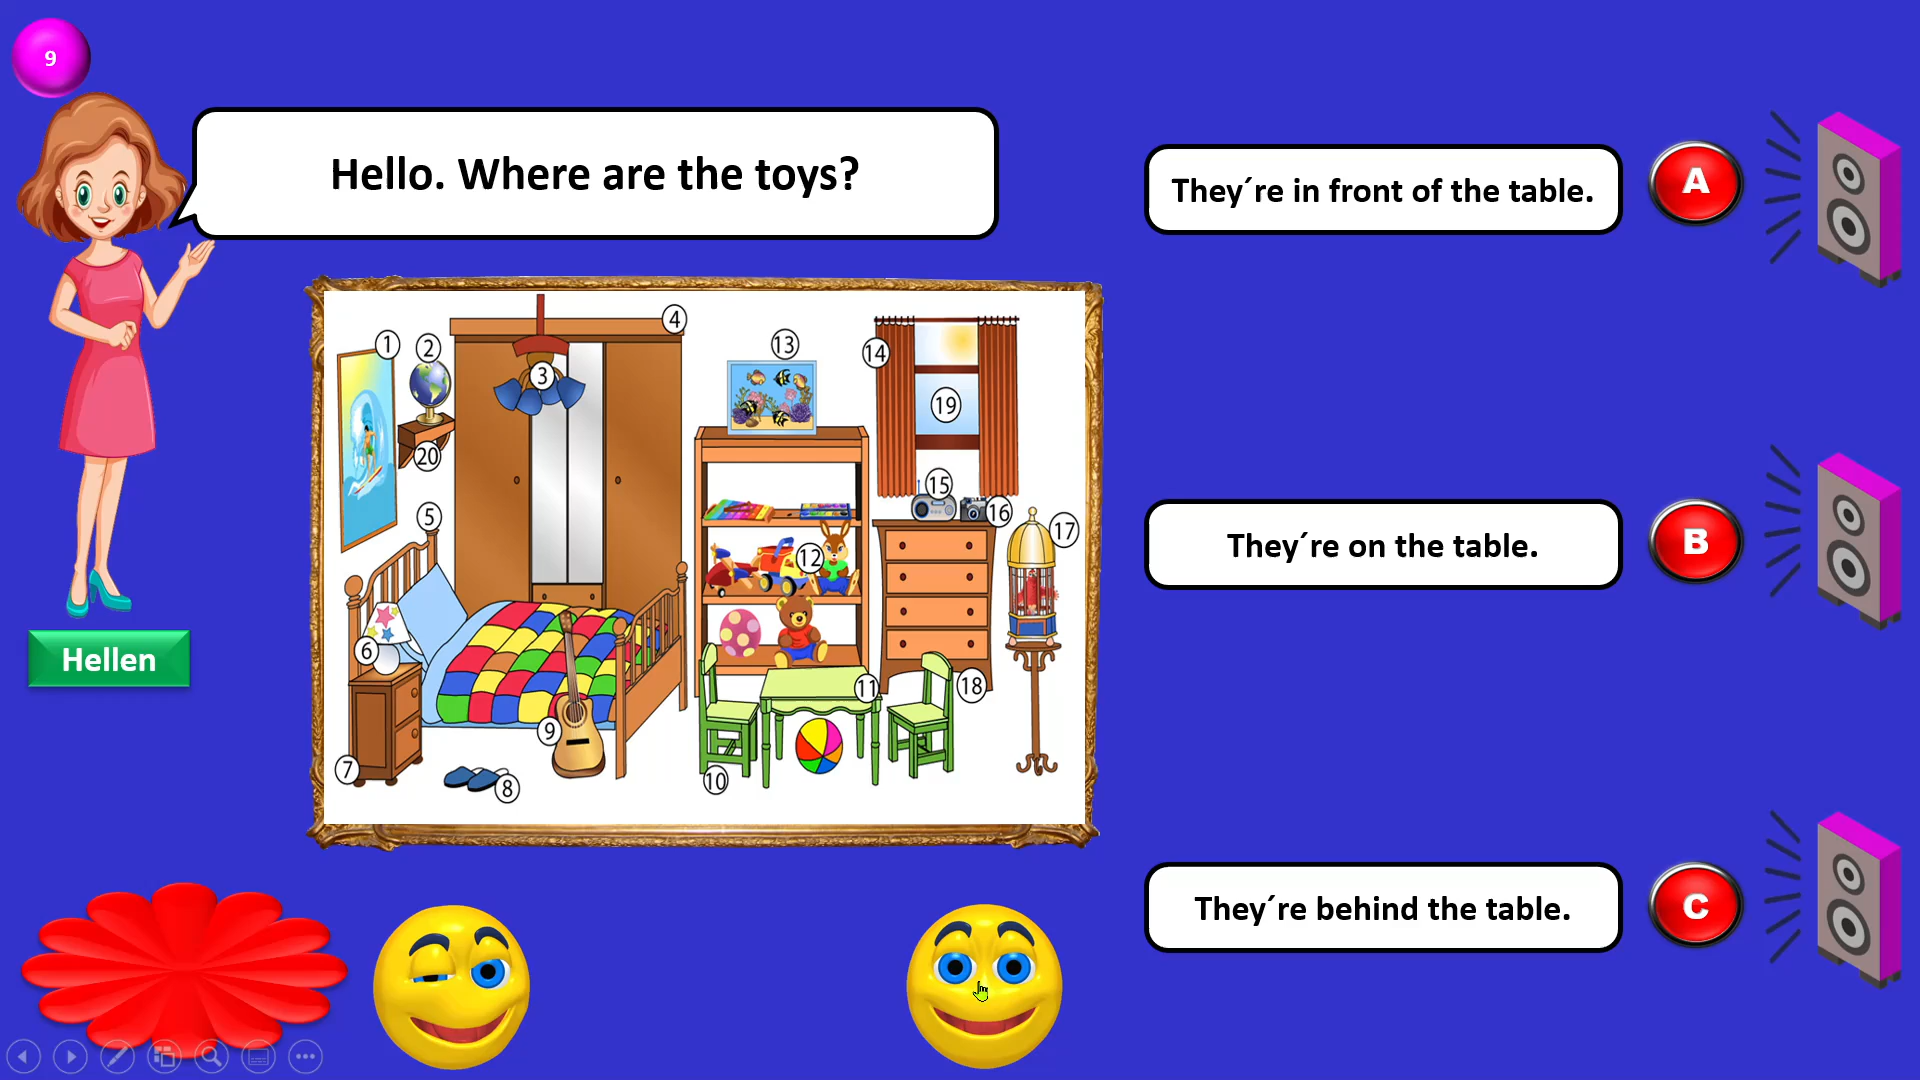 9
Hello. Where are the toys?
They´re in front of the table.
A
1
2
3
4
13
14
19
20
15
16
5
17
12
6
11
18
9
7
10
8
They´re on the table.
B
Hellen
They´re behind the table.
C